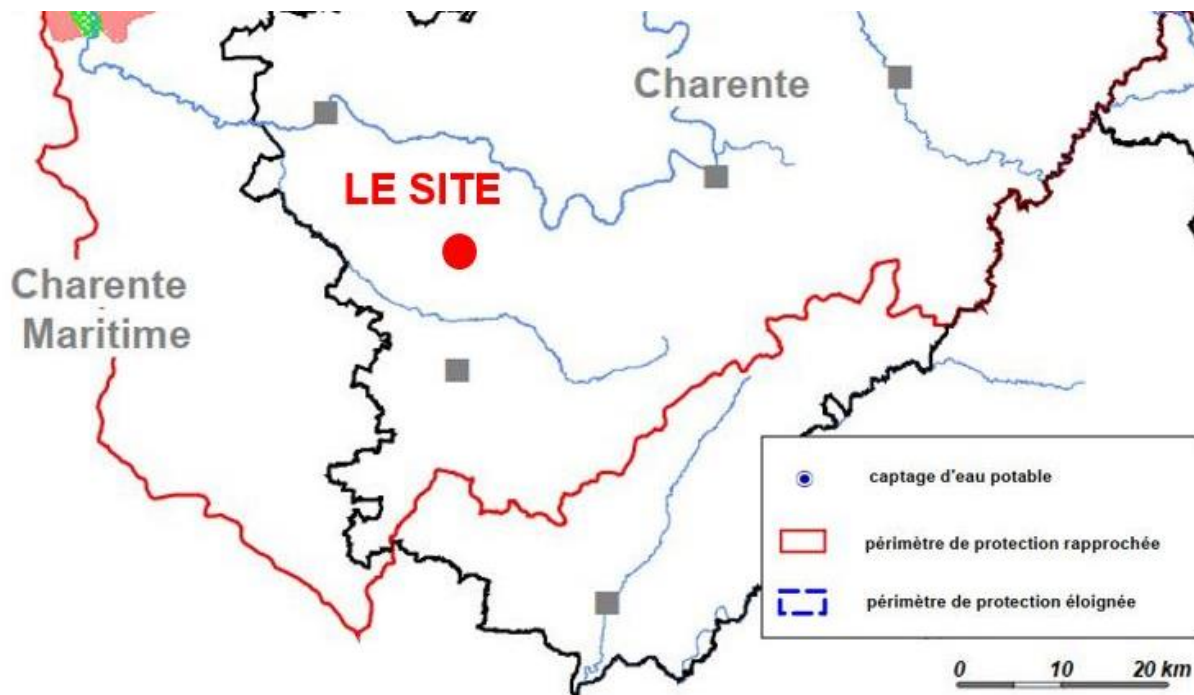 Charente
LE SITE
Charente
Maritime
captage d'eau potable
périmètre de protection rapprochée
périmètre de protection éloignée
0 10 20 km